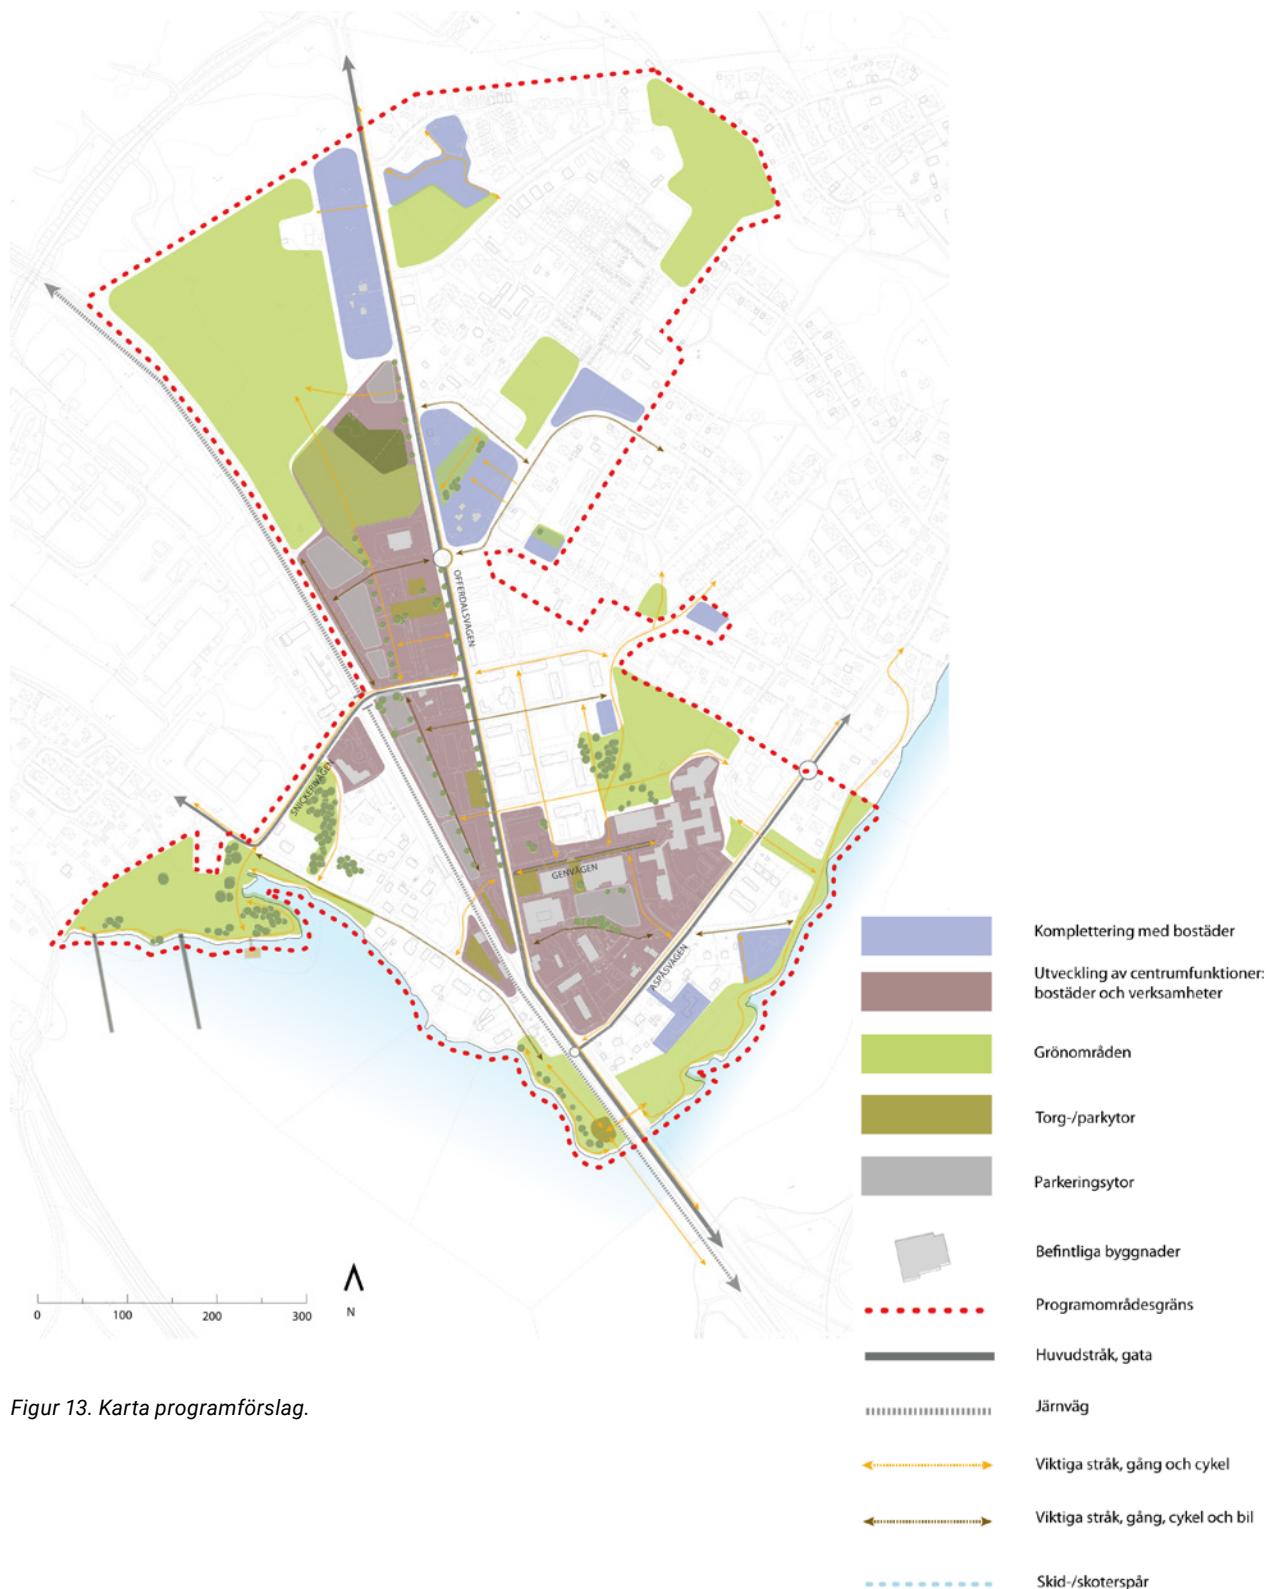 OFFERDALSVÄGEN
SNICKERIVÄGEN
GENVÄGEN
ASPÅSVÄGEN
Komplettering med bostäder
Utveckling av centrumfunktioner:
bostäder och verksamheter
Grönområden
Torg-/parkytor
Parkeringsytor
Befintliga byggnader
Programområdesgräns
Huvudstråk, gata
Järnväg
Viktiga stråk, gång och cykel
Viktiga stråk, gång, cykel och bil
Skid-/skoterspår
N
0 100 200 300
Figur 13. Karta programförslag.